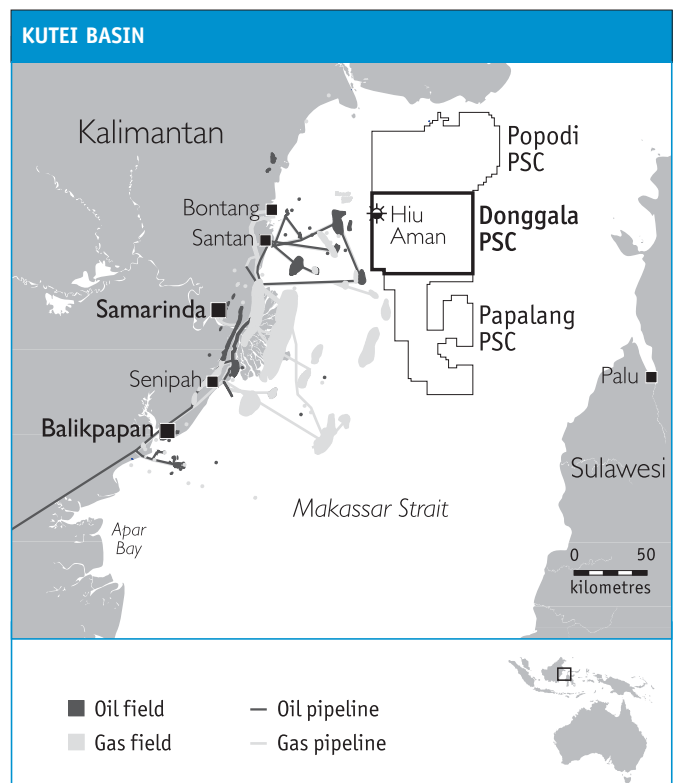 KUTEI BASIN
Kalimantan
Popodi
PSC
Bontang
Hiu
Aman
Donggala
PSC
Santan
Samarinda
Papalang
PSC
Senipah
Palu
Balikpapan
Sulawesi
Makassar Strait
Apar
Bay
0 50
kilometres
Oil field
Oil pipeline
Gas field
Gas pipeline